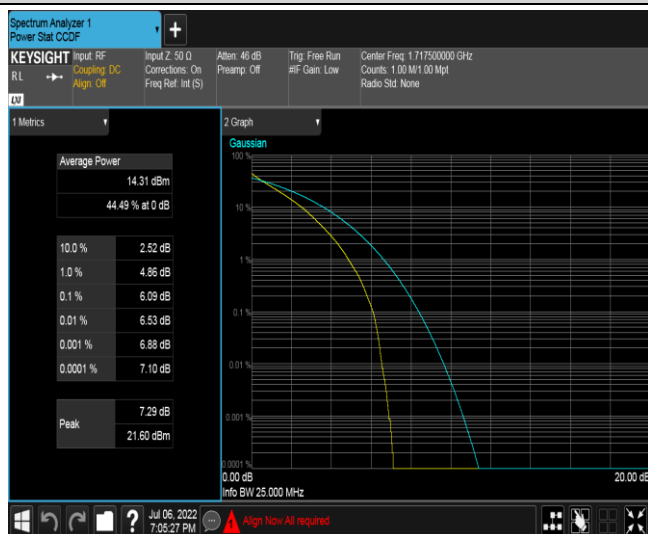 Spectrum Analyzer 1
Power Stat CCDF
+
KEYSIGHT
RL
LXI
Input: RF
Coupling: DC
Align: Off
Input Z: 50 Ω
Corrections: On
Freq Ref: Int (S)
Atten: 46 dB
Preamp: Off
Trig: Free Run
#IF Gain: Low
Center Freq: 1.717500000 GHz
Counts: 1.00 M/1.00 Mpt
Radio Std: None
1 Metrics
Average Power
14.31 dBm
44.49 % at 0 dB
10.0 % 2.52 dB
1.0 % 4.86 dB
0.1 % 6.09 dB
0.01 % 6.53 dB
0.001 % 6.88 dB
0.0001 % 7.10 dB
Peak
7.29 dB
21.60 dBm
2 Graph
Gaussian
100 %
10 %
1 %
0.1 %
0.01 %
0.001 %
0.0001 %
0.00 dB 20.00 dB
Info BW 25.000 MHz
?
Jul 06, 2022
7:05:27 PM
Align Now All required